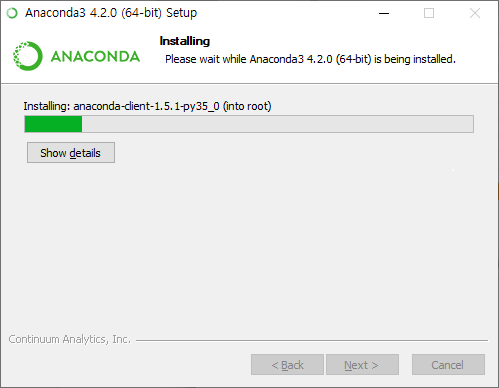 Anaconda3 4.2.0 (64-bit) Setup
ANACONDA
Installing
Please wait while Anaconda3 4.2.0 (64-bit) is being installed.
Installing: anaconda-client-1.5.1-py35_0 (into root)
Show details
Continuum Analytics, Inc.
< Back
Next >
Cancel